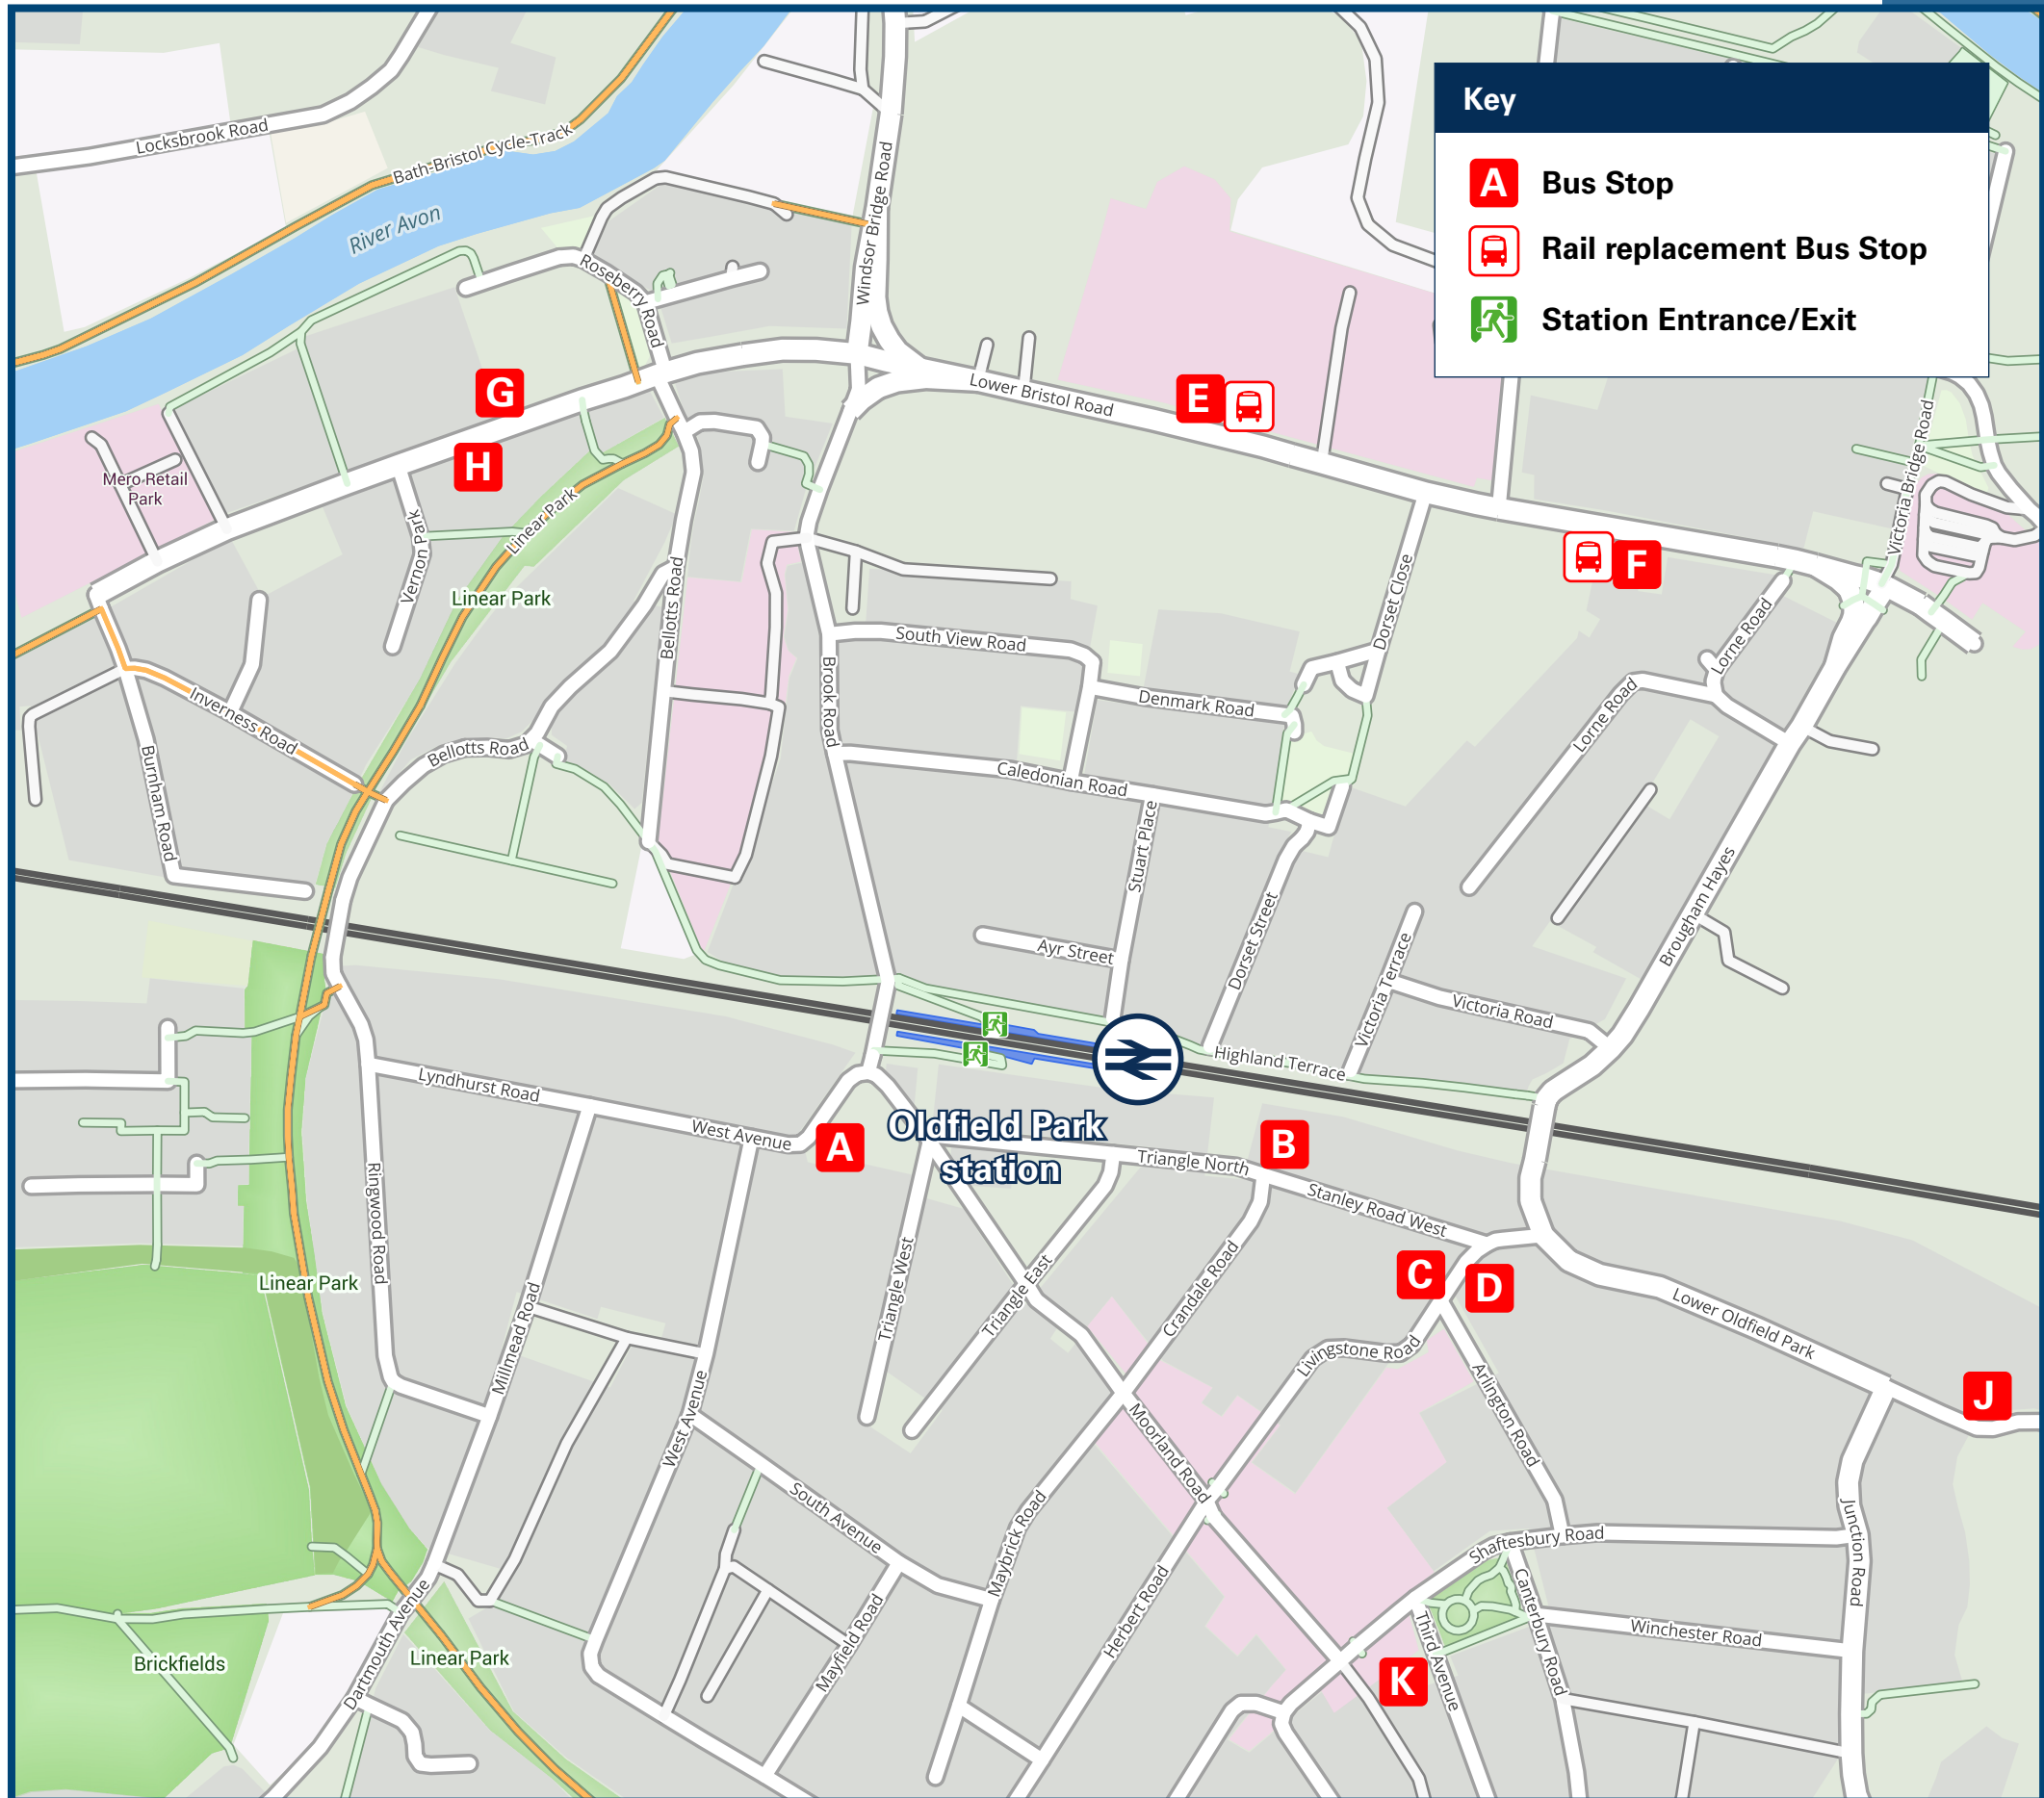 Key
A Bus Stop
Rail replacement Bus Stop
Station Entrance/Exit
Locksbrook Road
Bath-Bristol Cycle-Track
River Avon
Windsor Bridge Road
Roseberry Road
G
H
E
Lower Bristol Road
Mero Retail
Park
Vernon Park
Linear Park
Linear Park
Victoria Bridge Road
F
Bellotts Road
Dorset Close
Lorne Road
South View Road
Brook Road
Denmark Road
Lorne Road
Inverness Road
Burnham Road
Bellotts Road
Caledonian Road
Stuart Place
Brougham Hayes
Ayr Street
Dorset Street
Victoria Terrace
Victoria Road
Highland Terrace
Lyndhurst Road
West Avenue
A
Oldfield Park
station
B
Triangle North
Stanley Road West
Ringwood Road
Linear Park
Millmead Road
Triangle West
Triangle East
Crandale Road
C
D
Lower Oldfield Park
Livingstone Road
Arlington Road
J
West Avenue
Moorland Road
South Avenue
Maybrick Road
Shaftesbury Road
Junction Road
Herbert Road
Canterbury Road
Winchester Road
Third Avenue
K
Mayfield Road
Dartmouth Avenue
Linear Park
Brickfields